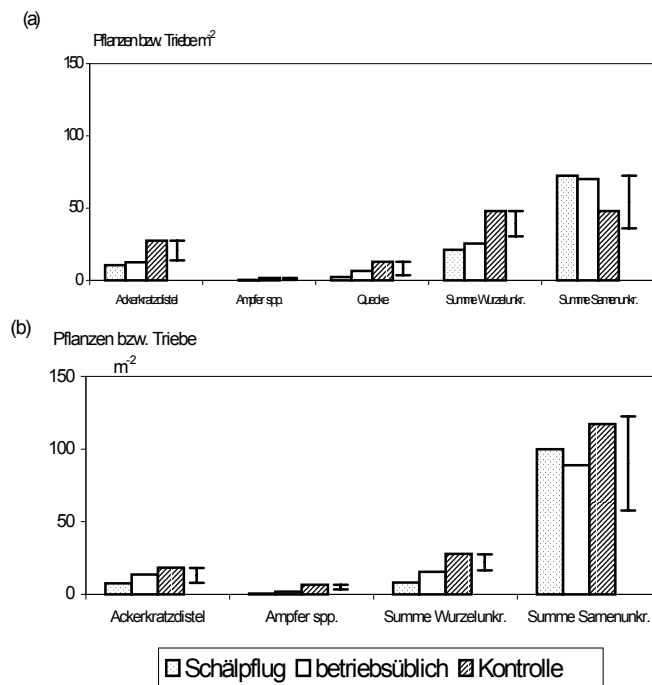 (a)
Pflanzen bzw. Triebe m²
150
100
50
0
Ackerkratzdistel Ampfer spp. Quecke Summe Wurzelunkr. Summe Samenunkr.
(b)
Pflanzen bzw. Triebe
m⁻²
150
100
50
0
Ackerkratzdistel Ampfer spp. Summe Wurzelunkr. Summe Samenunkr.
Schälpflug betriebsüblich Kontrolle